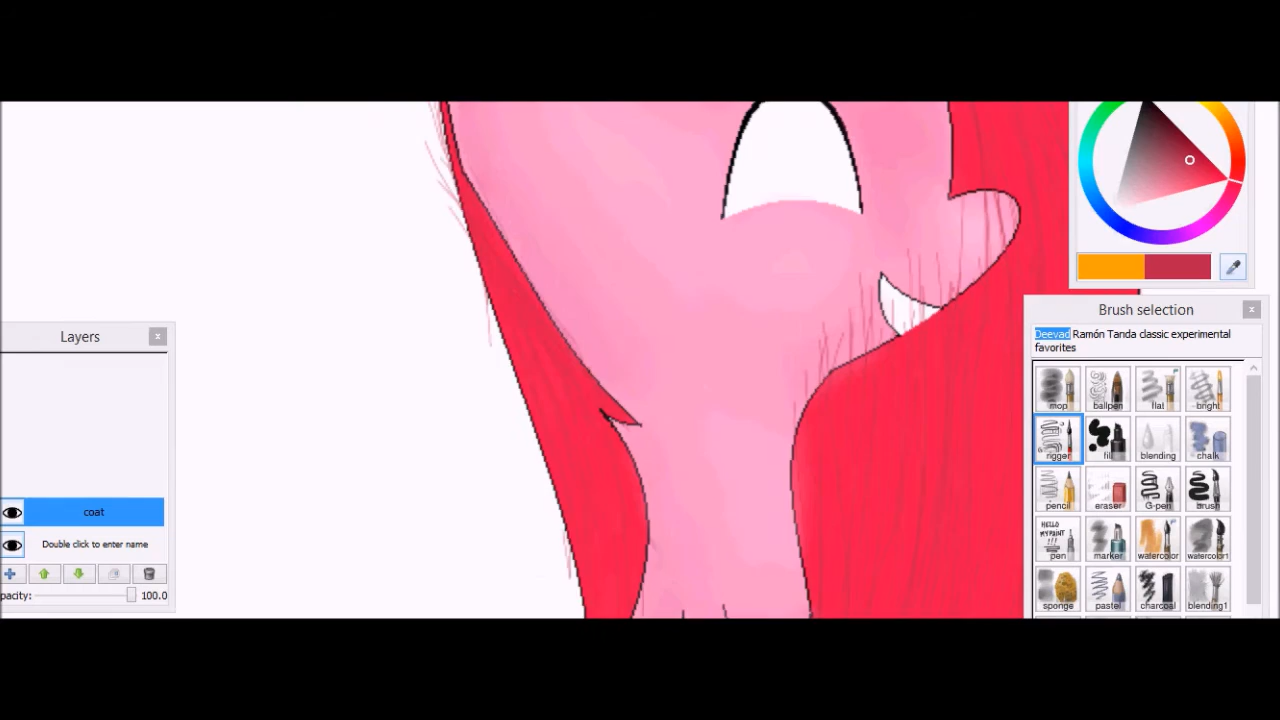 Layers
coat
Double click to enter name
pacity:
100.0
Brush selection
Deevad Ramón Tanda classic experimental
favorites
mop ballpen flat bright
rigger fill blending chalk
pencil eraser G-pen brush
HELLO
MYPAINT
!!!
pen marker watercolor watercolor1
sponge pastel charcoal blending1